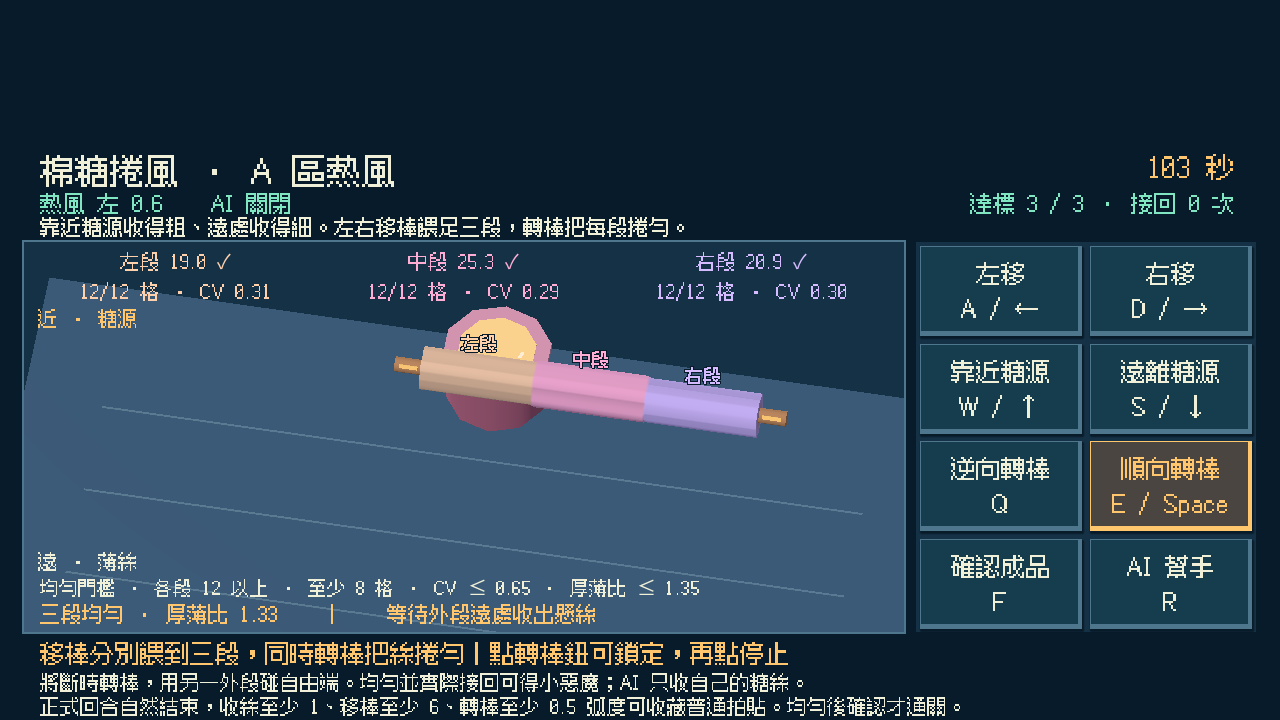 棉糖捲風 · A 區熱風
103 秒
熱風 左 0.6 AI 關閉
達標 3 / 3 · 接回 0 次
靠近糖源收得粗、遠處收得細。左右移棒餵足三段，轉棒把每段捲勻。
左段 19.0 ✓
中段 25.3 ✓
右段 20.9 ✓
12/12 格 · CV 0.31
12/12 格 · CV 0.29
12/12 格 · CV 0.30
近 · 糖源
左段
中段
右段
遠 · 薄絲
均勻門檻 · 各段 12 以上 · 至少 8 格 · CV ≤ 0.65 · 厚薄比 ≤ 1.35
三段均勻 · 厚薄比 1.33 | 等待外段遠處收出懸絲
左移
A / ←
右移
D / →
靠近糖源
W / ↑
遠離糖源
S / ↓
逆向轉棒
Q
順向轉棒
E / Space
確認成品
F
AI 幫手
R
移棒分別餵到三段，同時轉棒把絲捲勻｜點轉棒鈕可鎖定，再點停止
將斷時轉棒，用另一外段碰自由端。均勻並實際接回可得小惡魔；AI 只收自己的糖絲。
正式回合自然結束，收絲至少 1、移棒至少 6、轉棒至少 0.5 弧度可收藏普通拍貼。均勻後確認才通關。